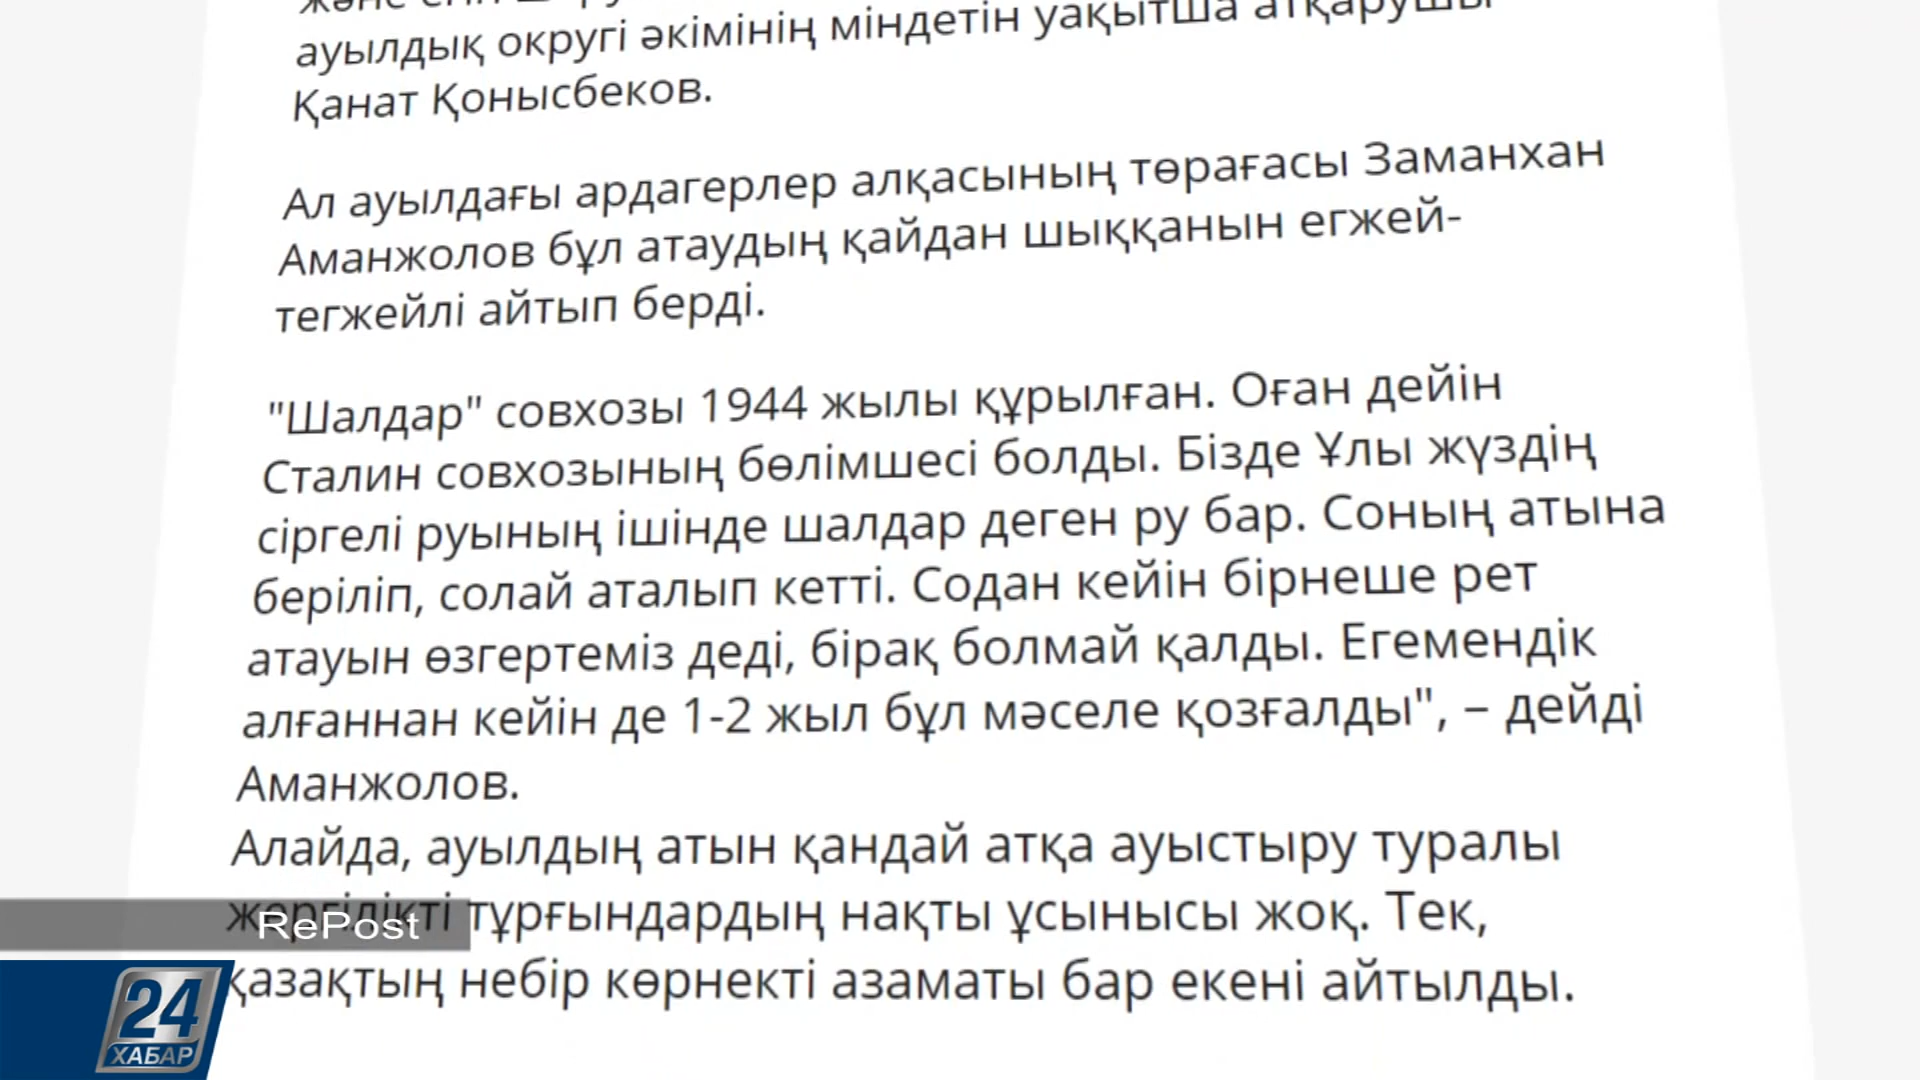 ауылдық округі әкімінің міндетін уақытша атқарушы
Қанат Қонысбеков.
Ал ауылдағы ардагерлер алқасының төрағасы Заманхан
Аманжолов бұл атаудың қайдан шыққанын егжей-
тегжейлі айтып берді.
"Шалдар" совхозы 1944 жылы құрылған. Оған дейін
Сталин совхозының бөлімшесі болды. Бізде Ұлы жүздің
сіргелі руының ішінде шалдар деген ру бар. Соның атына
беріліп, солай аталып кетті. Содан кейін бірнеше рет
атауын өзгертеміз деді, бірақ болмай қалды. Егемендік
алғаннан кейін де 1-2 жыл бұл мәселе қозғалды", – дейді
Аманжолов.
Алайда, ауылдың атын қандай атқа ауыстыру туралы
жергілікті тұрғындардың нақты ұсынысы жоқ. Тек,
RePost
қазақтың небір көрнекті азаматы бар екені айтылды.
24
ХАБАР